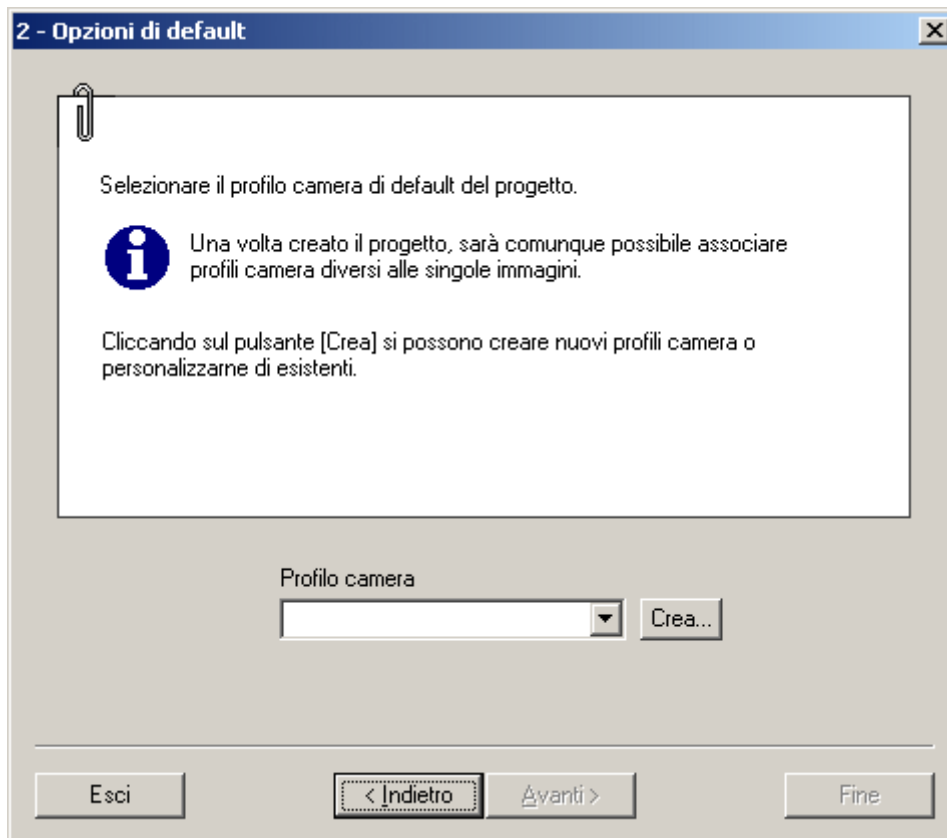 2 - Opzioni di default
Selezionare il profilo camera di default del progetto.
Una volta creato il progetto, sarà comunque possibile associare
profili camera diversi alle singole immagini.
Cliccando sul pulsante [Crea] si possono creare nuovi profili camera o
personalizzarne di esistenti.
Profilo camera
Crea...
Esci
< Indietro
Avanti >
Fine